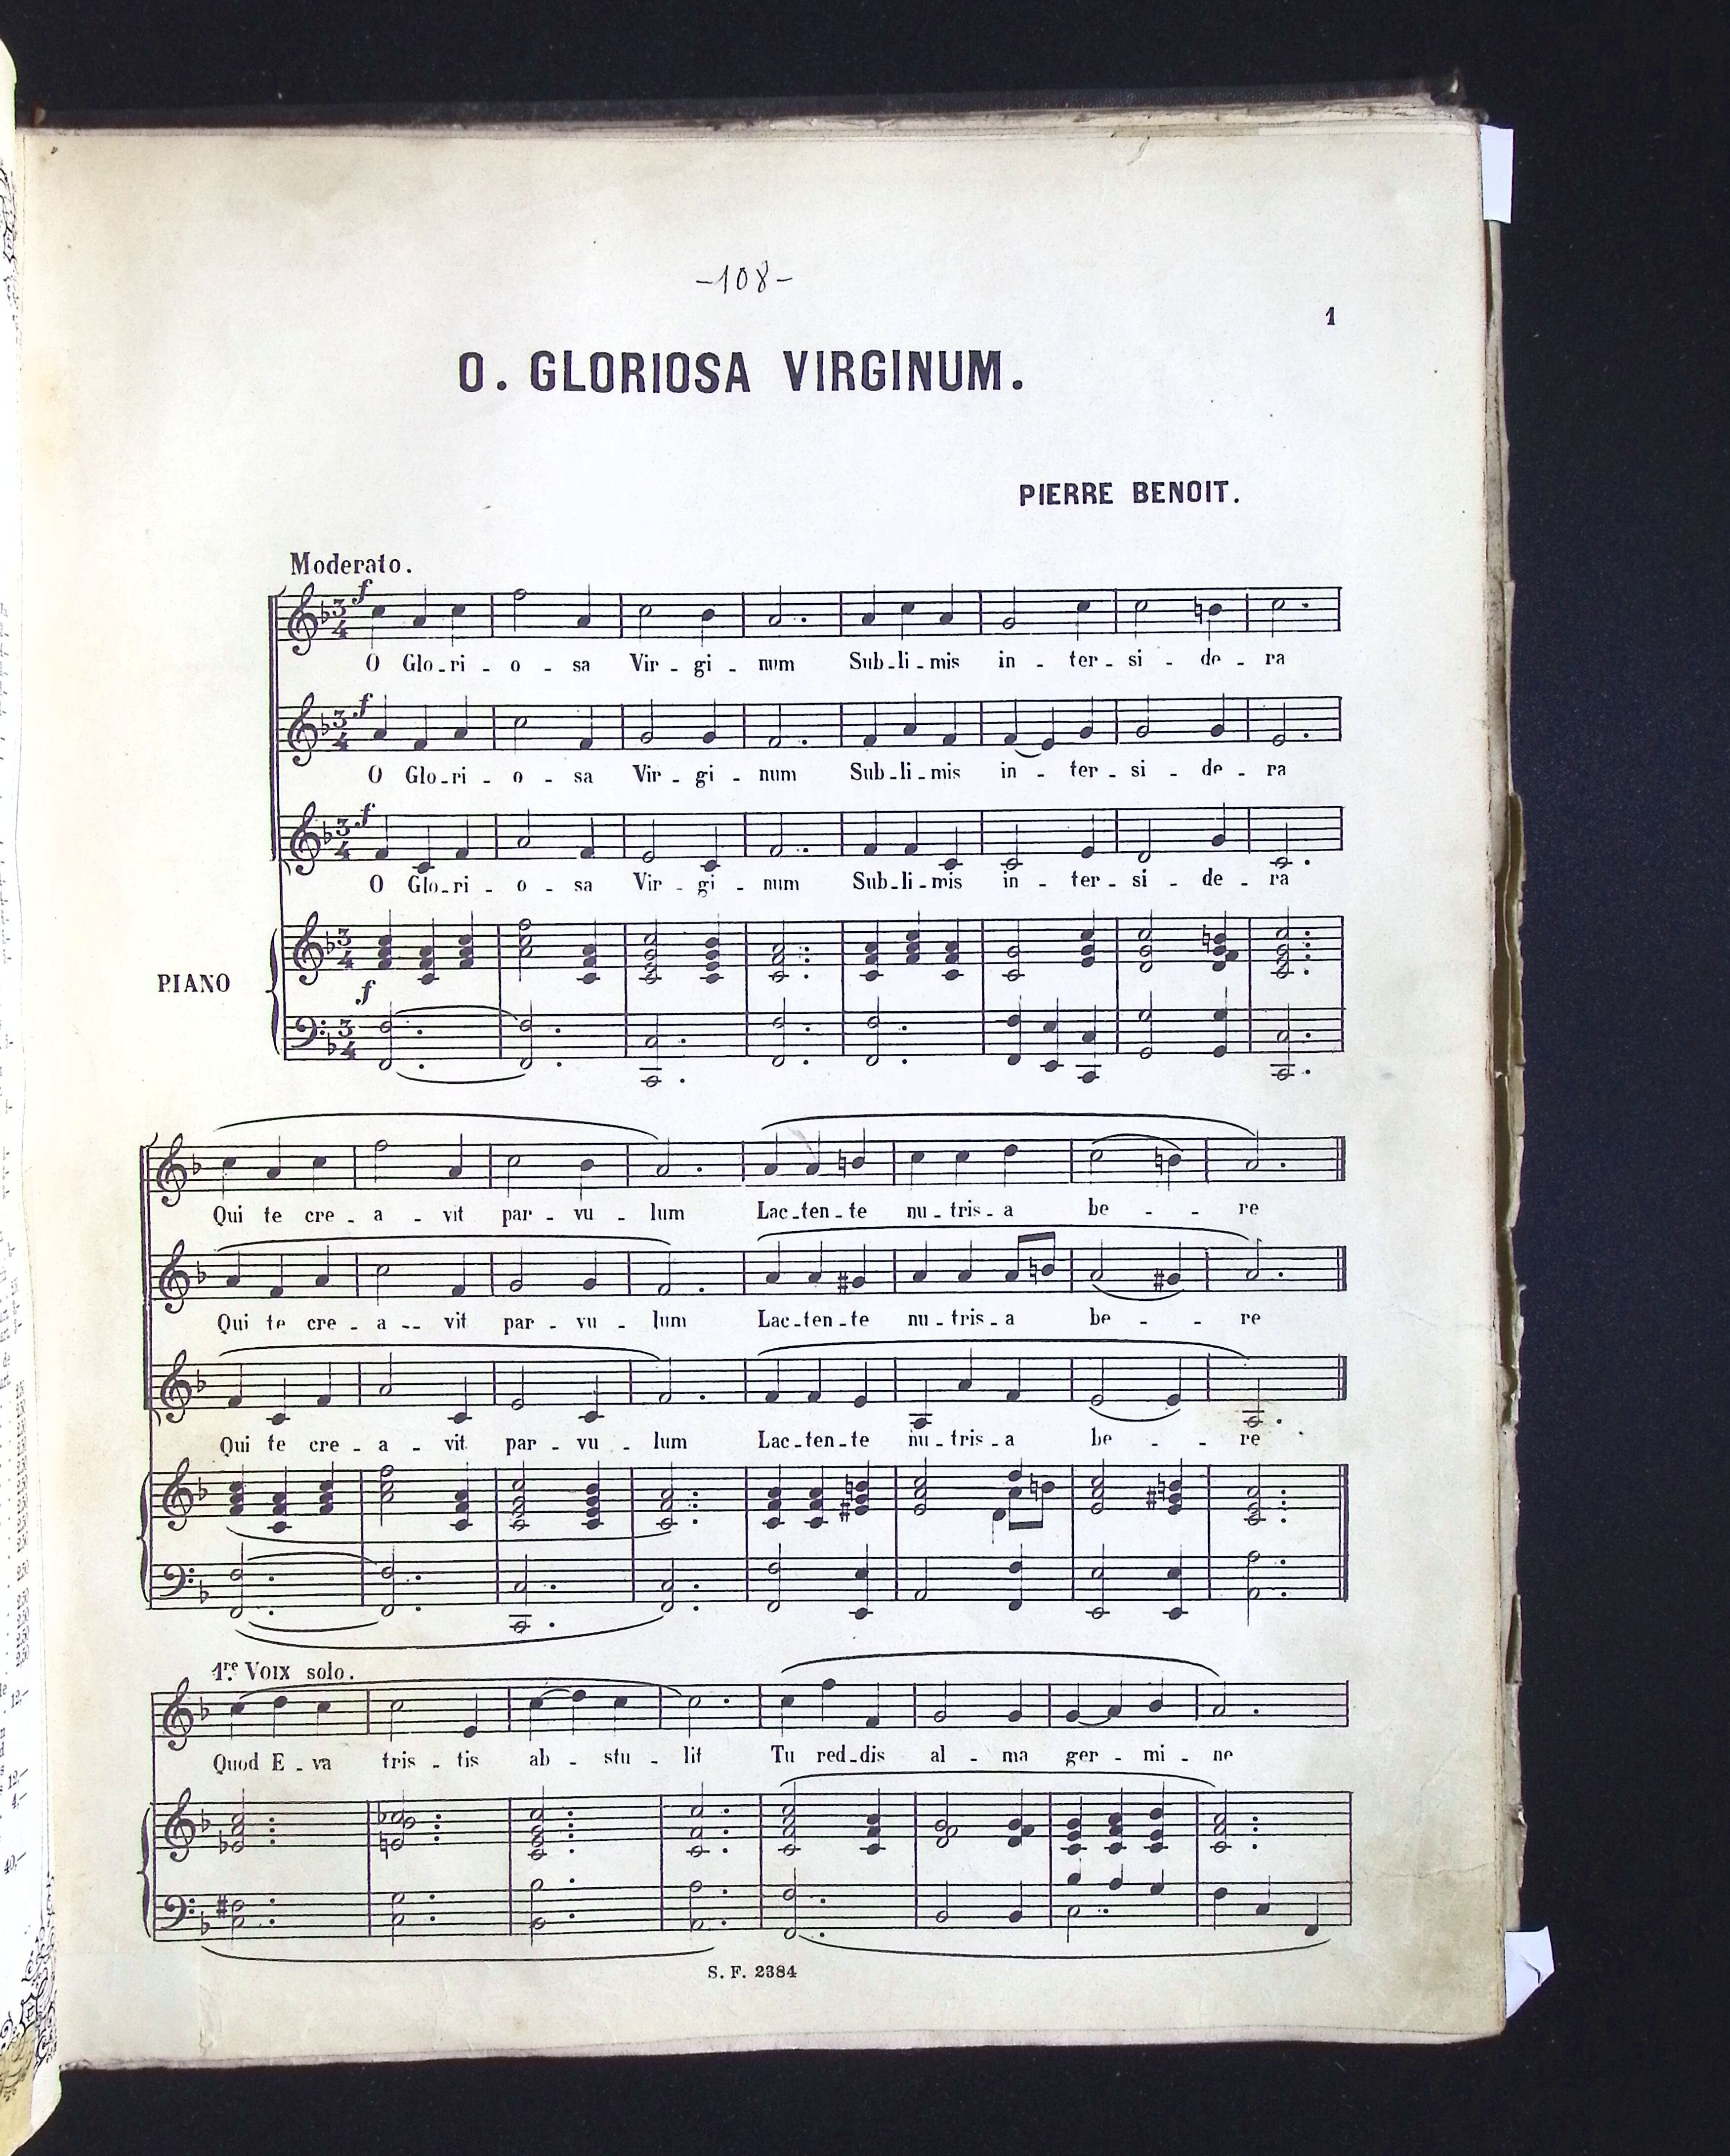 -108-
1
O. GLORIOSA VIRGINUM.
PIERRE BENOIT.
Moderato.
f
O Glo-ri - o - sa Vir - gi - num Sub-li-mis in - ter - si - de - ra
f
O Glo-ri - o - sa Vir - gi - num Sub-li-mis in - ter - si - de - ra
f
O Glo-ri - o - sa Vir - gi - num Sub-li-mis in - ter - si - de - ra
PIANO
f
Qui te cre - a - vit par - vu - lum Lac-ten-te nu-tris-a be - - re
Qui te cre - a -- vit par - vu - lum Lac-ten-te nu-tris-a be - - re
Qui te cre - a - vit par - vu - lum Lac-ten-te nu-tris-a be - - re
1re VOIX solo.
Quod E - va tris - tis ab - stu - lit Tu red-dis al - ma ger - mi - ne
S. F. 2384